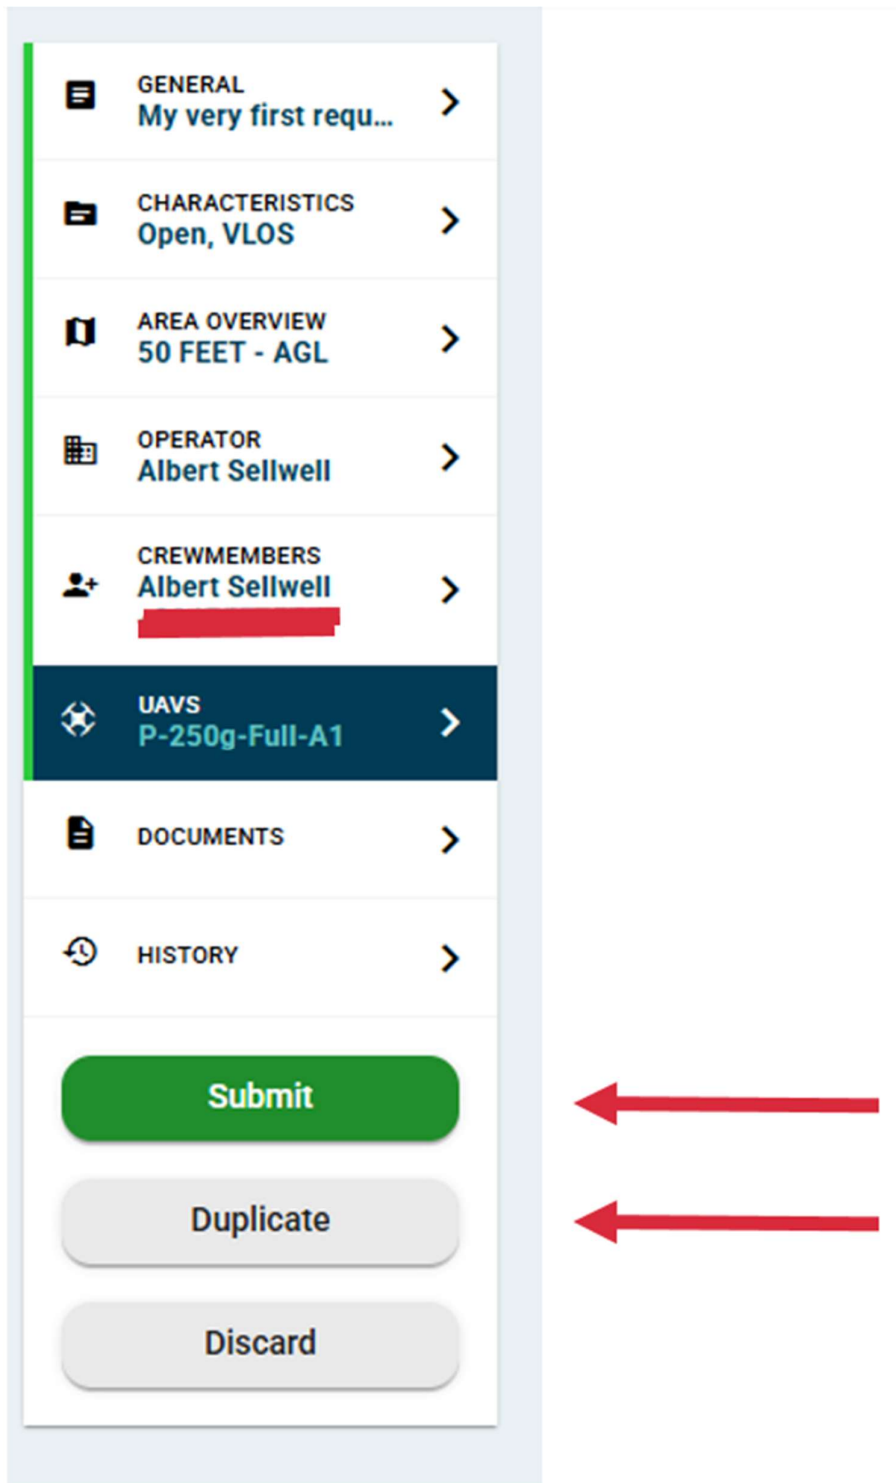 GENERAL
My very first requ...
CHARACTERISTICS
Open, VLOS
AREA OVERVIEW
50 FEET - AGL
OPERATOR
Albert Sellwell
CREWMEMBERS
Albert Sellwell
UAVS
P-250g-Full-A1
DOCUMENTS
HISTORY
Submit
Duplicate
Discard